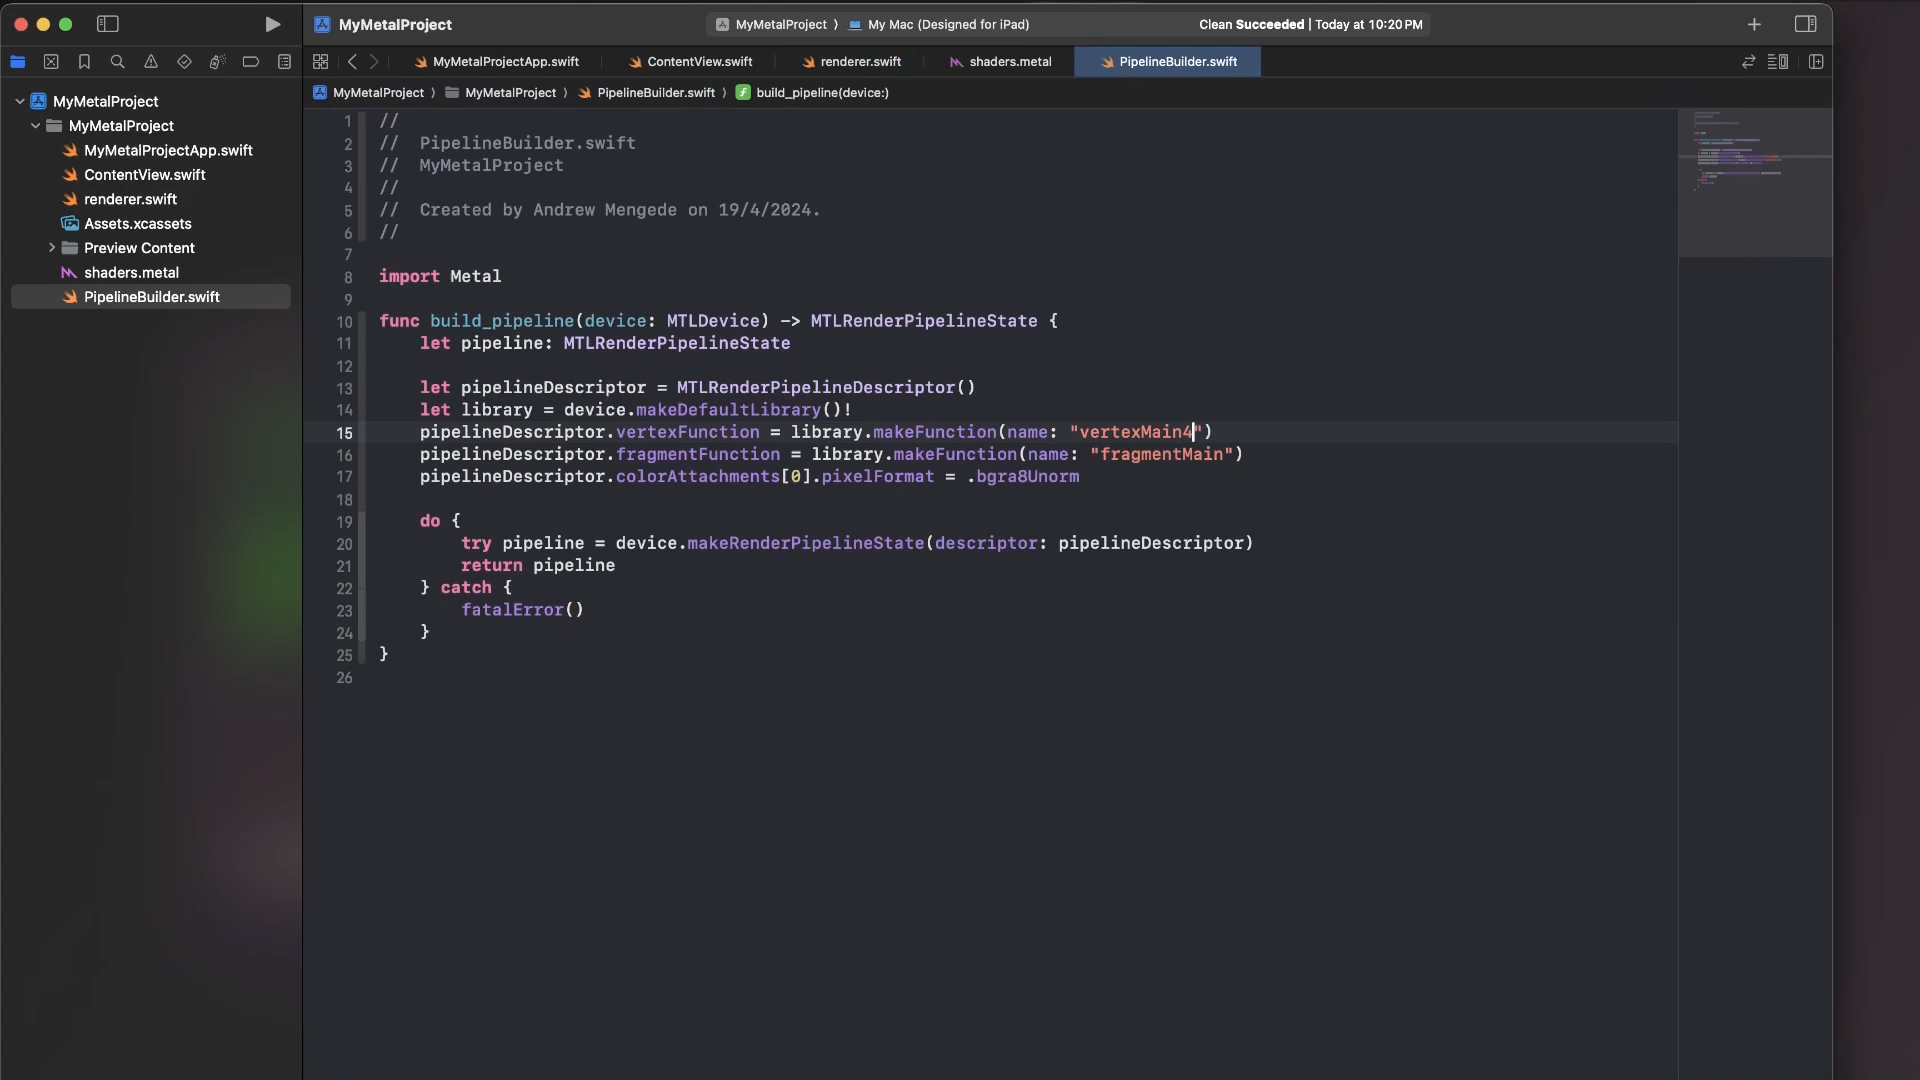 MyMetalProject
MyMetalProject 〉 My Mac (Designed for iPad)
Clean Succeeded | Today at 10:20 PM
MyMetalProjectApp.swift
ContentView.swift
renderer.swift
shaders.metal
PipelineBuilder.swift
MyMetalProject 〉 MyMetalProject 〉 PipelineBuilder.swift 〉 build_pipeline(device:)
MyMetalProject
MyMetalProject
MyMetalProjectApp.swift
ContentView.swift
renderer.swift
Assets.xcassets
Preview Content
shaders.metal
PipelineBuilder.swift
1 //
2 //  PipelineBuilder.swift
3 //  MyMetalProject
4 //
5 //  Created by Andrew Mengede on 19/4/2024.
6 //
7
8 import Metal
9
10 func build_pipeline(device: MTLDevice) -> MTLRenderPipelineState {
11     let pipeline: MTLRenderPipelineState
12
13     let pipelineDescriptor = MTLRenderPipelineDescriptor()
14     let library = device.makeDefaultLibrary()!
15     pipelineDescriptor.vertexFunction = library.makeFunction(name: "vertexMain4")
16     pipelineDescriptor.fragmentFunction = library.makeFunction(name: "fragmentMain")
17     pipelineDescriptor.colorAttachments[0].pixelFormat = .bgra8Unorm
18
19     do {
20         try pipeline = device.makeRenderPipelineState(descriptor: pipelineDescriptor)
21         return pipeline
22     } catch {
23         fatalError()
24     }
25 }
26